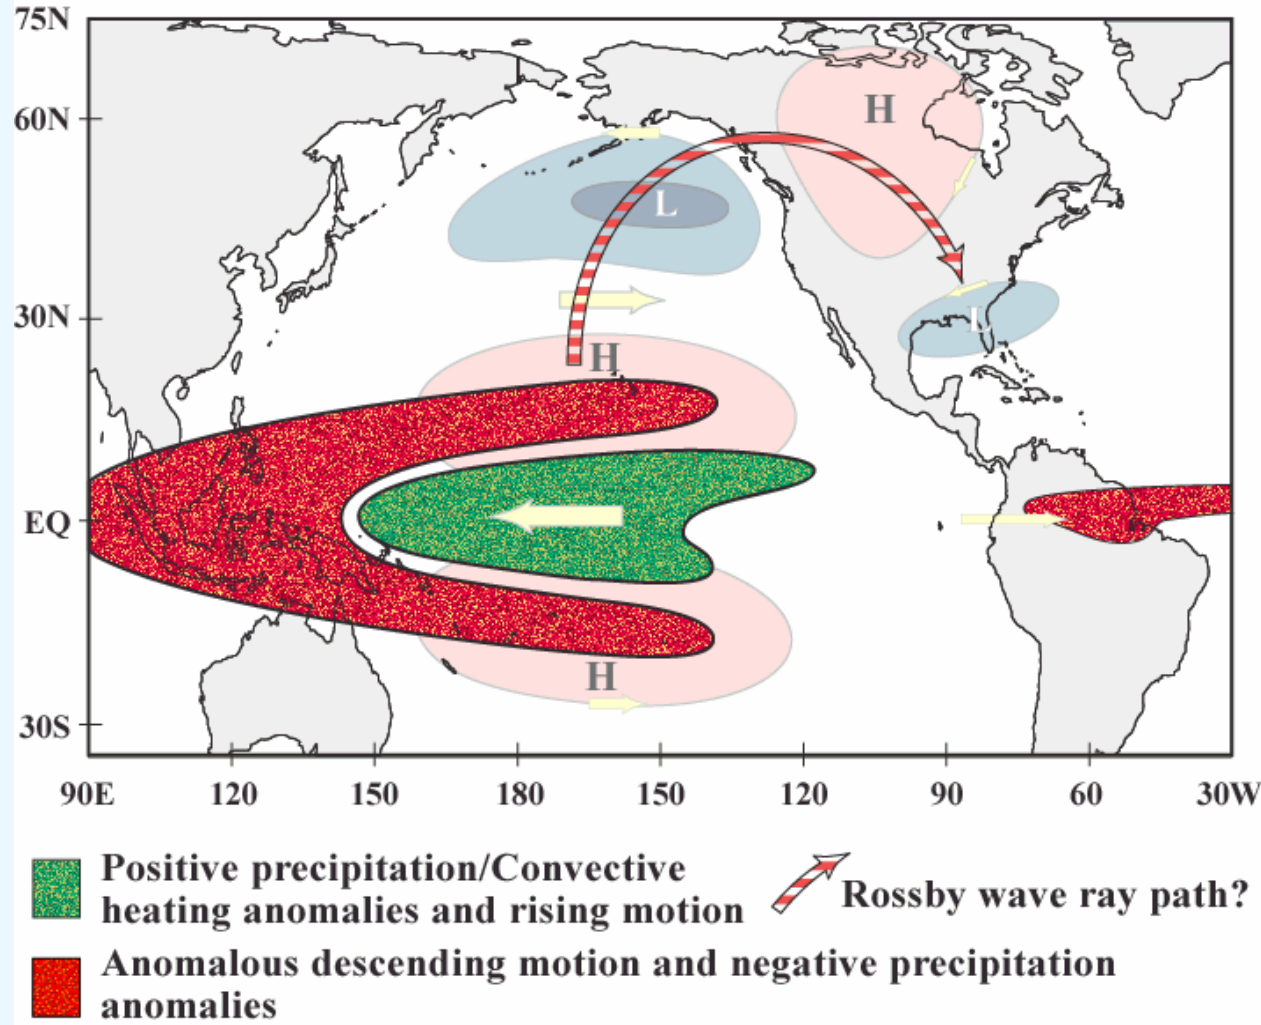 75N
60N
H
L
30N
L
H
EQ
H
30S
90E 120 150 180 150 120 90 60 30W
Positive precipitation/Convective
heating anomalies and rising motion
Rossby wave ray path?
Anomalous descending motion and negative precipitation
anomalies